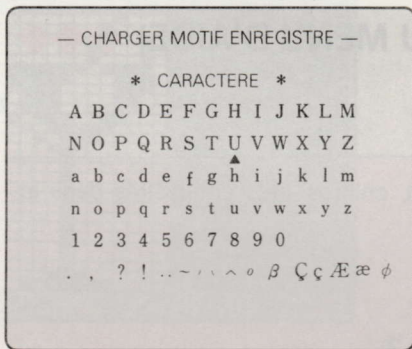 — CHARGER MOTIF ENREGISTRE —
* CARACTERE *
A B C D E F G H I J K L M
N O P Q R S T U V W X Y Z
▲
a b c d e f g h i j k l m
n o p q r s t u v w x y z
1 2 3 4 5 6 7 8 9 0
. , ? ! .. ~ ˊ ˋ ^ o β Ç ç Æ æ ϕ